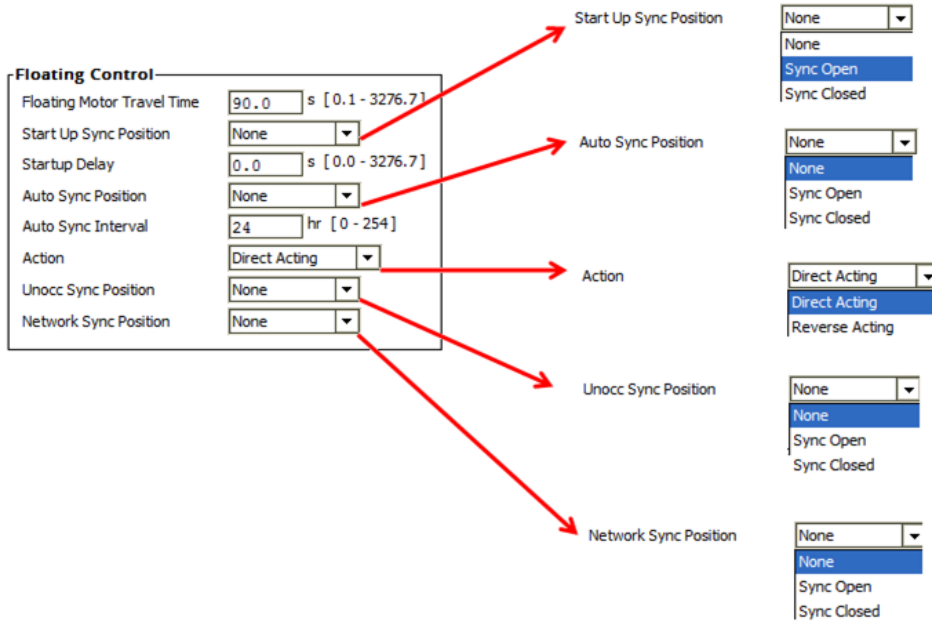 Floating Control
Floating Motor Travel Time 90.0 s [0.1 - 3276.7]
Start Up Sync Position None
Startup Delay 0.0 s [0.0 - 3276.7]
Auto Sync Position None
Auto Sync Interval 24 hr [0 - 254]
Action Direct Acting
Unocc Sync Position None
Network Sync Position None
Start Up Sync Position None
None
Sync Open
Sync Closed
Auto Sync Position None
None
Sync Open
Sync Closed
Action Direct Acting
Direct Acting
Reverse Acting
Unocc Sync Position None
None
Sync Open
Sync Closed
Network Sync Position None
None
Sync Open
Sync Closed